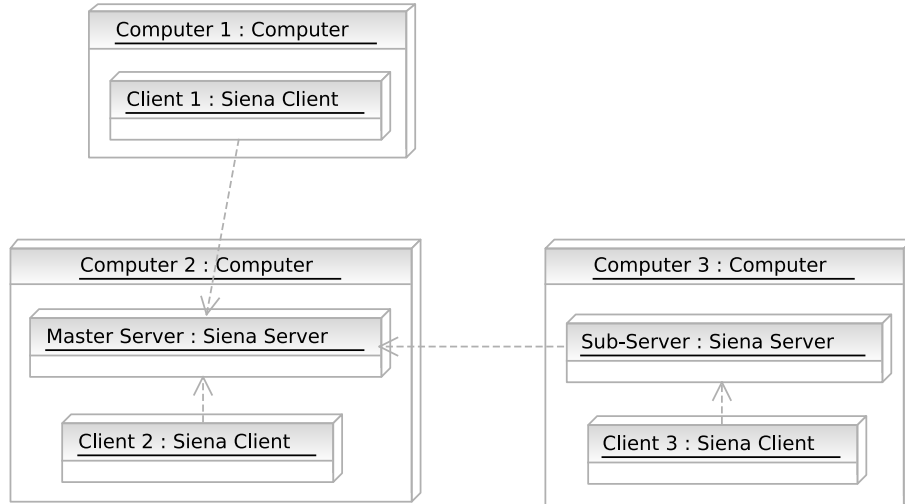 Computer 1 : Computer
Client 1 : Siena Client
Computer 2 : Computer
Master Server : Siena Server
Client 2 : Siena Client
Computer 3 : Computer
Sub-Server : Siena Server
Client 3 : Siena Client